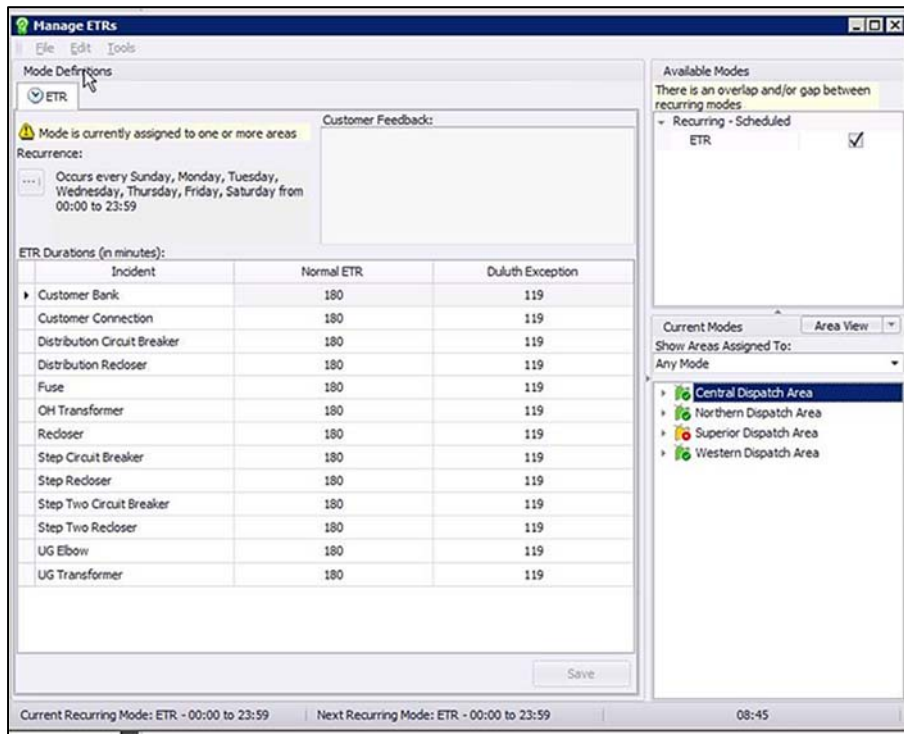 Manage ETRs
File Edit Tools
Mode Definitions
ETR
Mode is currently assigned to one or more areas
Recurrence:
Occurs every Sunday, Monday, Tuesday,
Wednesday, Thursday, Friday, Saturday from
00:00 to 23:59
Customer Feedback:
ETR Durations (in minutes):
Incident Normal ETR Duluth Exception
Customer Bank 180 119
Customer Connection 180 119
Distribution Circuit Breaker 180 119
Distribution Recloser 180 119
Fuse 180 119
OH Transformer 180 119
Recloser 180 119
Step Circuit Breaker 180 119
Step Recloser 180 119
Step Two Circuit Breaker 180 119
Step Two Recloser 180 119
UG Elbow 180 119
UG Transformer 180 119
Save
Available Modes
There is an overlap and/or gap between
recurring modes
Recurring - Scheduled
ETR
Current Modes Area View
Show Areas Assigned To:
Any Mode
Central Dispatch Area
Northern Dispatch Area
Superior Dispatch Area
Western Dispatch Area
Current Recurring Mode: ETR - 00:00 to 23:59 Next Recurring Mode: ETR - 00:00 to 23:59 08:45